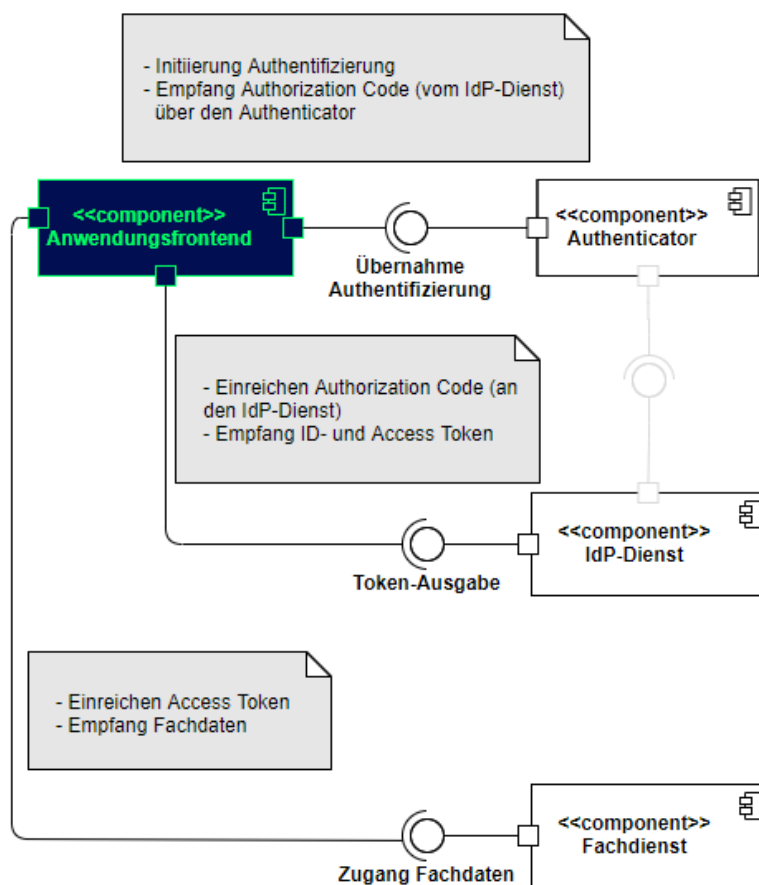 - Initiierung Authentifizierung
- Empfang Authorization Code (vom IdP-Dienst)
über den Authenticator
<<component>>
Anwendungsfrontend
<<component>>
Authenticator
Übernahme
Authentifizierung
- Einreichen Authorization Code (an
den IdP-Dienst)
- Empfang ID- und Access Token
<<component>>
IdP-Dienst
Token-Ausgabe
- Einreichen Access Token
- Empfang Fachdaten
<<component>>
Fachdienst
Zugang Fachdaten